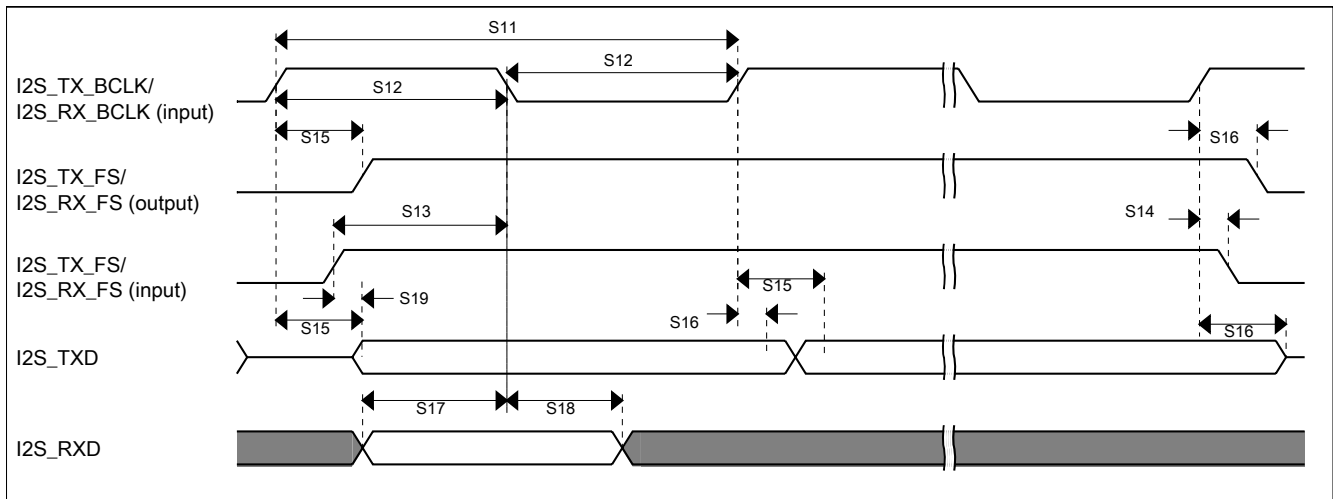 S11
S12
I2S_TX_BCLK/
I2S_RX_BCLK (input)
S12
S15
S16
I2S_TX_FS/
I2S_RX_FS (output)
S13
S14
I2S_TX_FS/
I2S_RX_FS (input)
S15
S19
S16
S15
S16
I2S_TXD
S17
S18
I2S_RXD